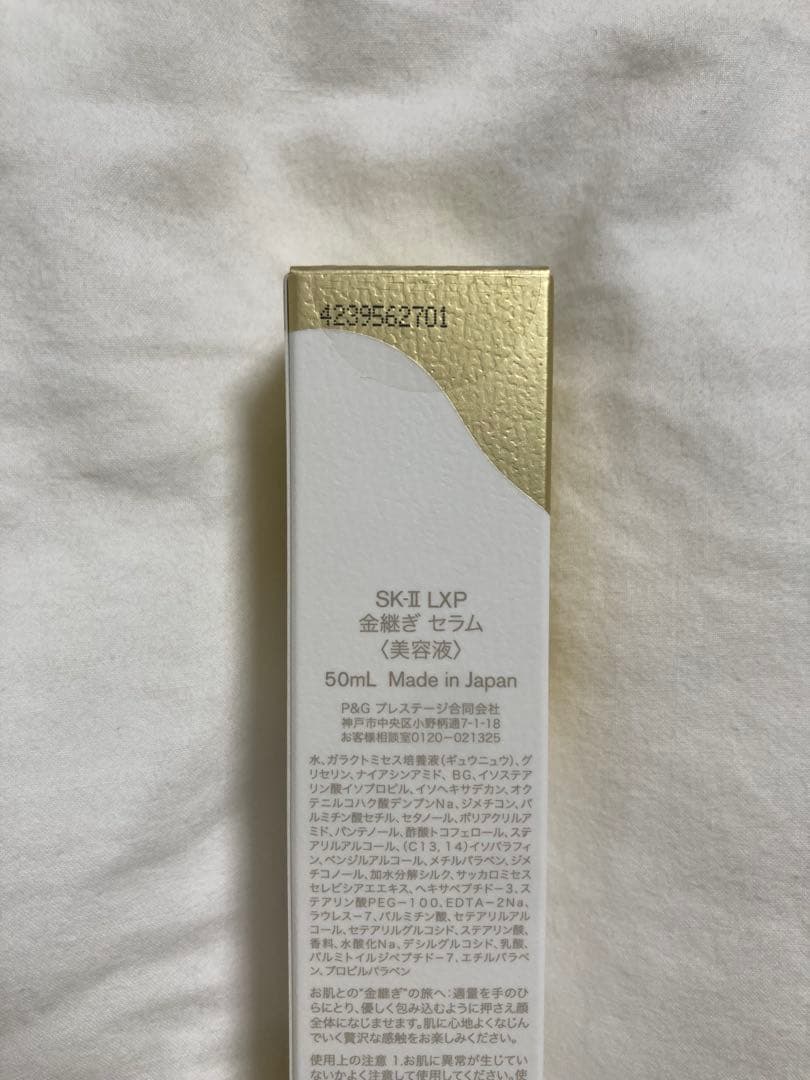 4239562701
SK-II LXP
金継ぎ セラム
〈美容液〉
50mL Made in Japan
P&G プレステージ合同会社
神戸市中央区小野柄通7-1-18
お客様相談室0120-021325
水、ガラクトミセス培養液(ギュウニュウ)、グ
リセリン、ナイアシンアミド、BG、イソステア
リン酸イソプロピル、イソヘキサデカン、オク
テニルコハク酸デンプンNa、ジメチコン、パ
ルミチン酸セチル、セタノール、ポリアクリルア
ミド、パンテノール、酢酸トコフェロール、ステ
アリルアルコール、(C13, 14)イソパラフィ
ン、ベンジルアルコール、メチルパラベン、ジメ
チコノール、加水分解シルク、サッカロミセス
セレビシアエエキス、ヘキサペプチド-3、ス
テアリン酸PEG-100、EDTA-2Na、
ラウレス-7、パルミチン酸、セテアリルアル
コール、セテアリルグルコシド、ステアリン酸、
香料、水酸化Na、デシルグルコシド、乳酸、
パルミトイルジペプチド-7、エチルパラベ
ン、プロピルパラベン
お肌との"金継ぎ"の旅へ:適量を手のひ
らにとり、優しく包み込むように押さえ顔
全体になじませます。肌に心地よくなじん
でいく贅沢な感触をお楽しみください。
使用上の注意 1.お肌に異常が生じてい
ないかよく注意して使用してください。使